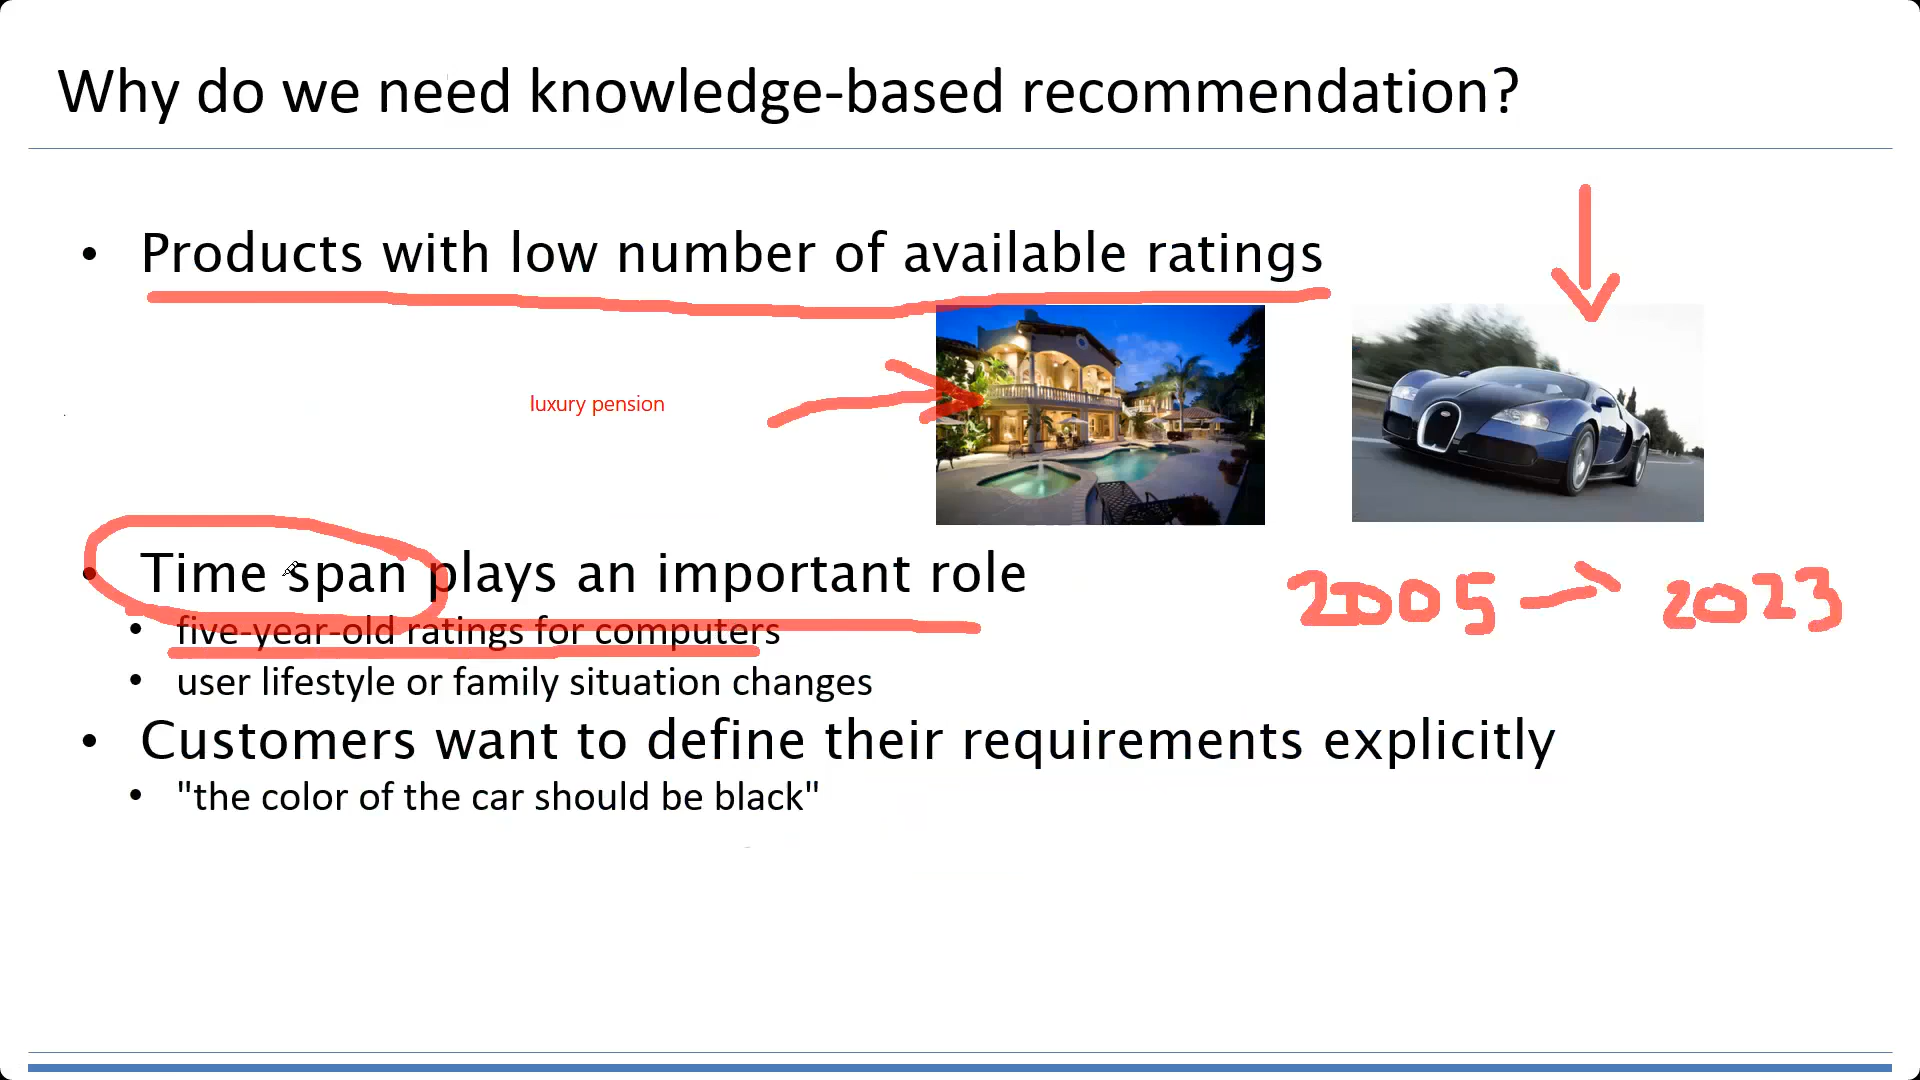 Why do we need knowledge-based recommendation?
• Products with low number of available ratings
luxury pension
• Time span plays an important role
2005 → 2023
• five-year-old ratings for computers
• user lifestyle or family situation changes
• Customers want to define their requirements explicitly
• "the color of the car should be black"